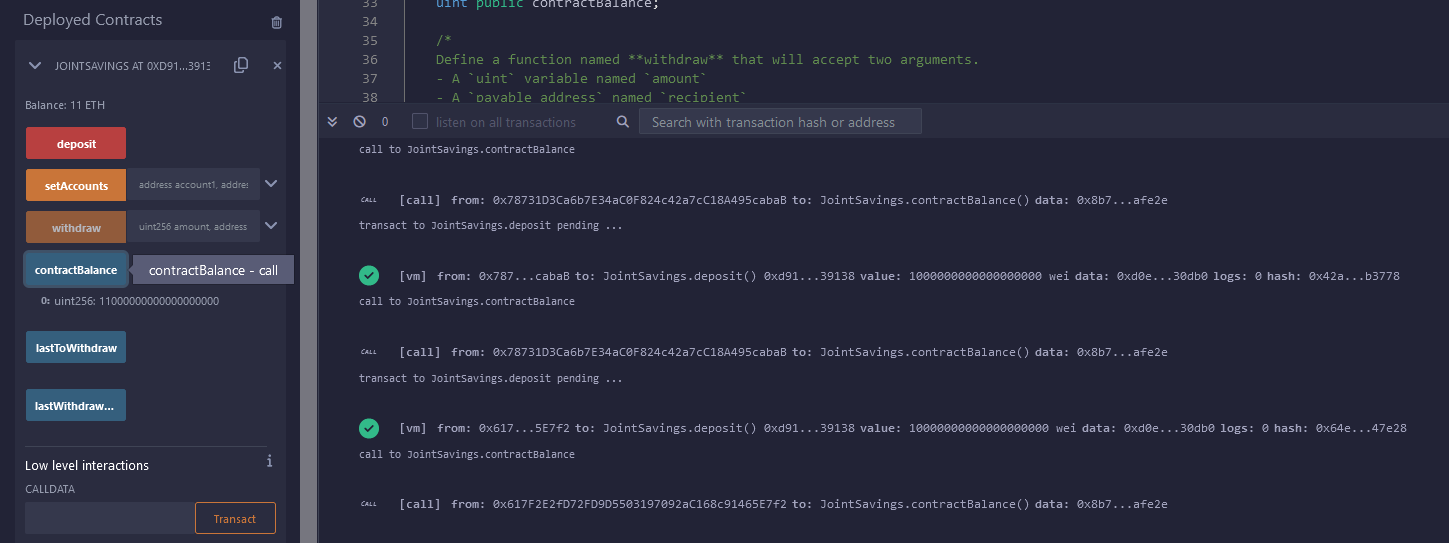 Deployed Contracts
JOINTSAVINGS AT 0XD91...3913
Balance: 11 ETH
deposit
setAccounts
address account1, addres
withdraw
uint256 amount, address
contractBalance
contractBalance - call
0: uint256: 11000000000000000000
lastToWithdraw
lastWithdraw...
Low level interactions
i
CALLDATA
Transact
33 uint public contractBalance;
34
35 /*
36 Define a function named **withdraw** that will accept two arguments.
37 - A `uint` variable named `amount`
38 - A `payable address` named `recipient`
0
listen on all transactions
Search with transaction hash or address
call to JointSavings.contractBalance
CALL [call] from: 0x78731D3Ca6b7E34aC0F824c42a7cC18A495cabaB to: JointSavings.contractBalance() data: 0x8b7...afe2e
transact to JointSavings.deposit pending ...
[vm] from: 0x787...cabaB to: JointSavings.deposit() 0xd91...39138 value: 1000000000000000000 wei data: 0xd0e...30db0 logs: 0 hash: 0x42a...b3778
call to JointSavings.contractBalance
CALL [call] from: 0x78731D3Ca6b7E34aC0F824c42a7cC18A495cabaB to: JointSavings.contractBalance() data: 0x8b7...afe2e
transact to JointSavings.deposit pending ...
[vm] from: 0x617...5E7f2 to: JointSavings.deposit() 0xd91...39138 value: 10000000000000000000 wei data: 0xd0e...30db0 logs: 0 hash: 0x64e...47e28
call to JointSavings.contractBalance
CALL [call] from: 0x617F2E2fD72FD9D5503197092aC168c91465E7f2 to: JointSavings.contractBalance() data: 0x8b7...afe2e